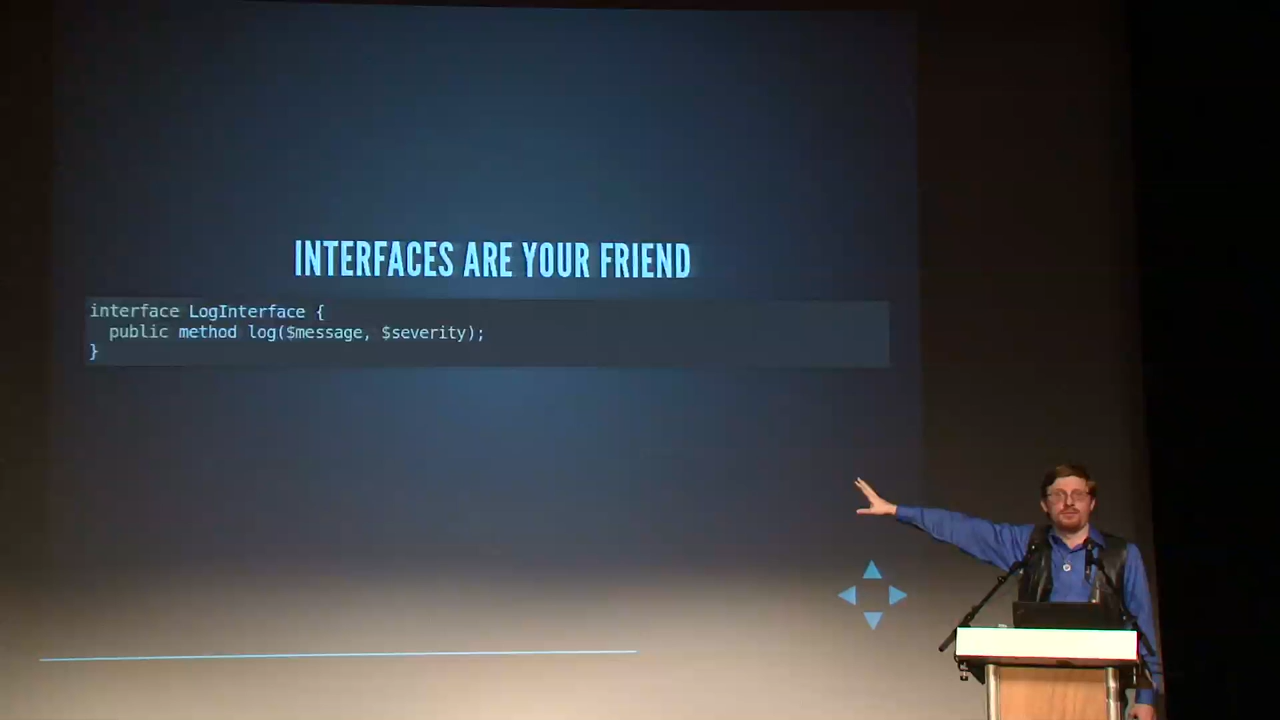 INTERFACES ARE YOUR FRIEND
interface LogInterface {
  public method log($message, $severity);
}